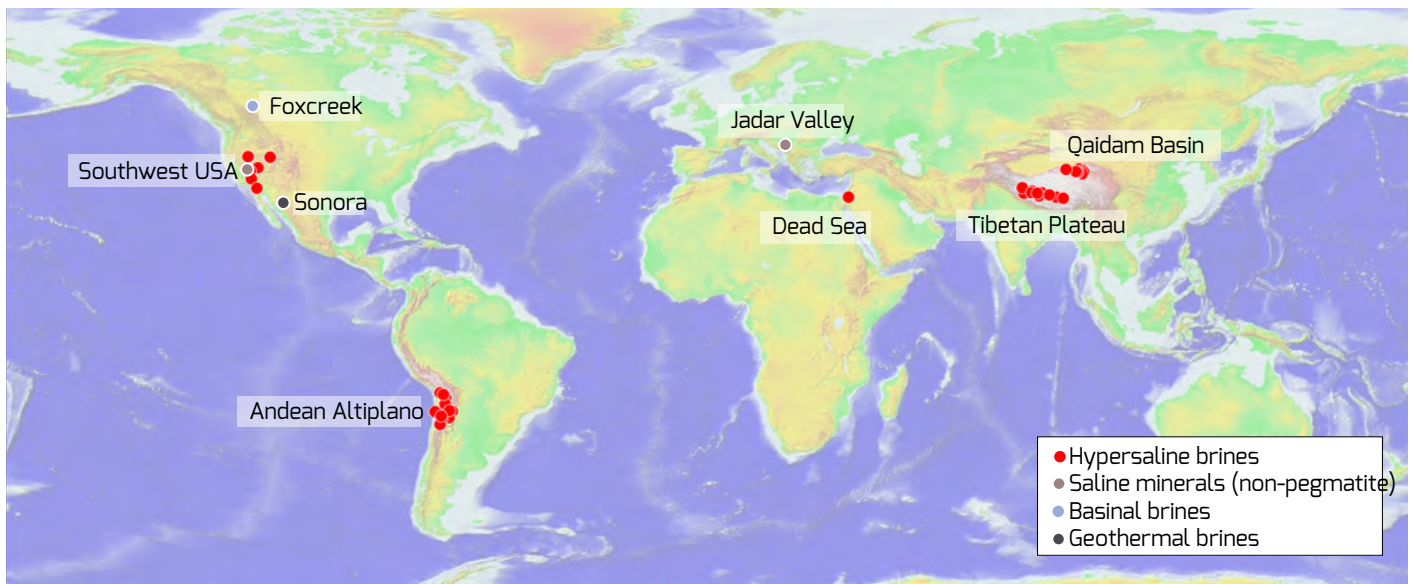 Foxcreek
Jadar Valley
Qaidam Basin
Southwest USA
Sonora
Dead Sea
Tibetan Plateau
Andean Altiplano
Hypersaline brines
Saline minerals (non-pegmatite)
Basinal brines
Geothermal brines